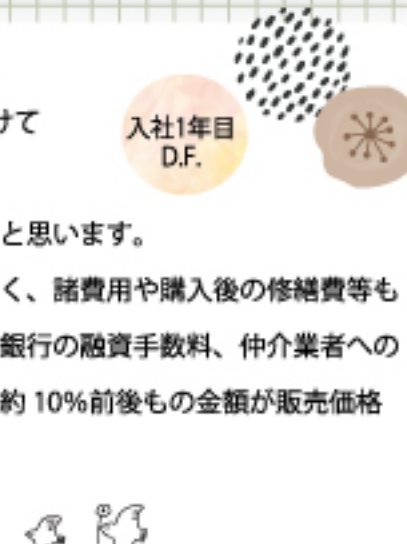 けて
入社1年目
D.F.
と思います。
く、諸費用や購入後の修繕費等も
銀行の融資手数料、仲介業者への
約10%前後もの金額が販売価格